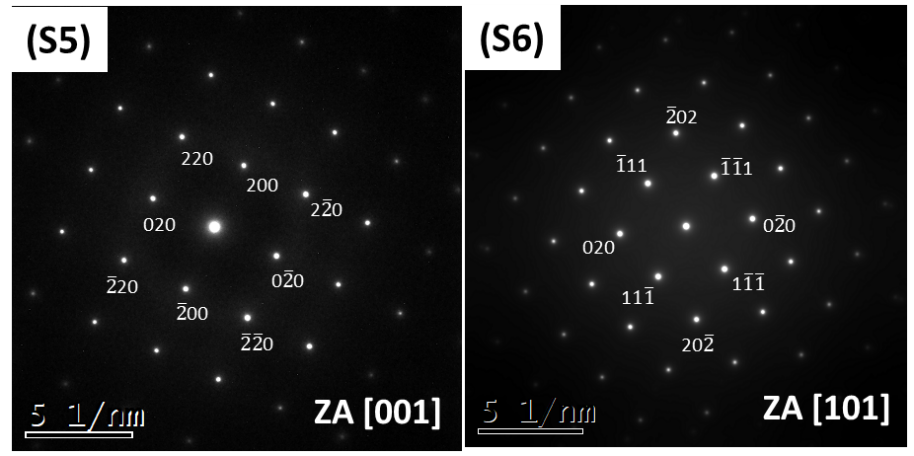 (S5)
220
200
22̅0
020
02̅0
2̅20
2̅00
2̅2̅0
5 1/nm
ZA [001]
(S6)
2̅02
1̅11
1̅1̅1
02̅0
020
111̅
11̅1̅
202̅
5 1/nm
ZA [101]